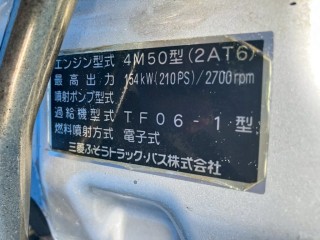 エンジン型式 4M50型(2AT6)
最高出力 154kW(210PS)/2700rpm
噴射ポンプ型式
過給機型式 TF06-1型
燃料噴射方式 電子式
三菱ふそうトラック・バス株式会社